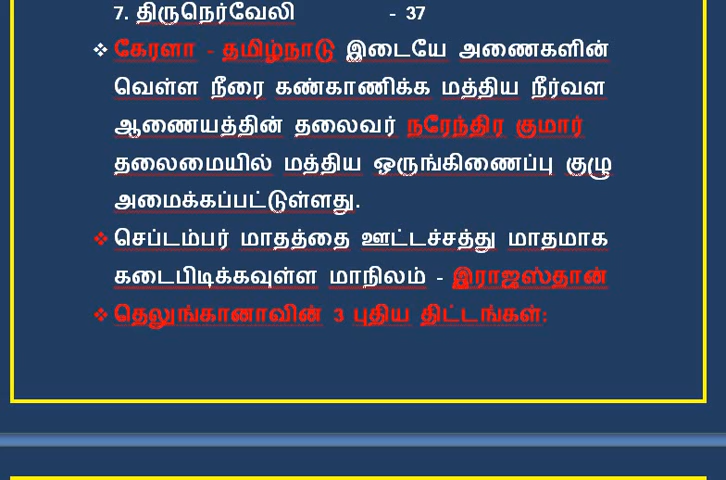 7. திருநெர்வேலி - 37
❖ கேரளா - தமிழ்நாடு இடையே அணைகளின்
வெள்ள நீரை கண்காணிக்க மத்திய நீர்வள
ஆணையத்தின் தலைவர் நரேந்திர குமார்
தலைமையில் மத்திய ஒருங்கிணைப்பு குழு
அமைக்கப்பட்டுள்ளது.
❖ செப்டம்பர் மாதத்தை ஊட்டச்சத்து மாதமாக
கடைபிடிக்கவுள்ள மாநிலம் - இராஜஸ்தான்
❖ தெலுங்கானாவின் 3 புதிய திட்டங்கள்: